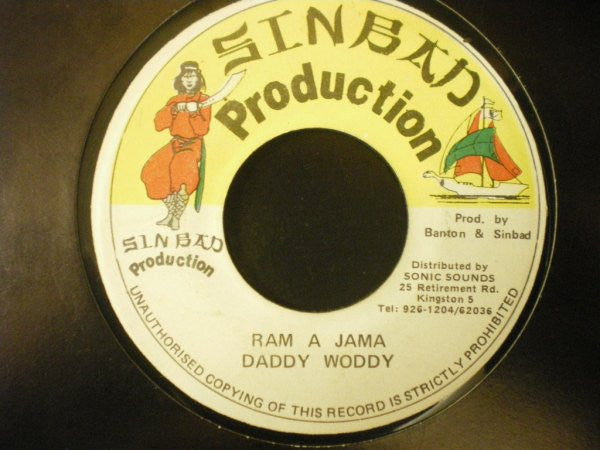 SINBAD
Production
Prod. by
Banton & Sinbad
SINBAD
Production
Distributed by
SONIC SOUNDS
25 Retirement Rd.
Kingston 5
Tel: 926-1204/62036
RAM A JAMA
DADDY WODDY
UNAUTHORISED COPYING OF THIS RECORD IS STRICTLY PROHIBITED